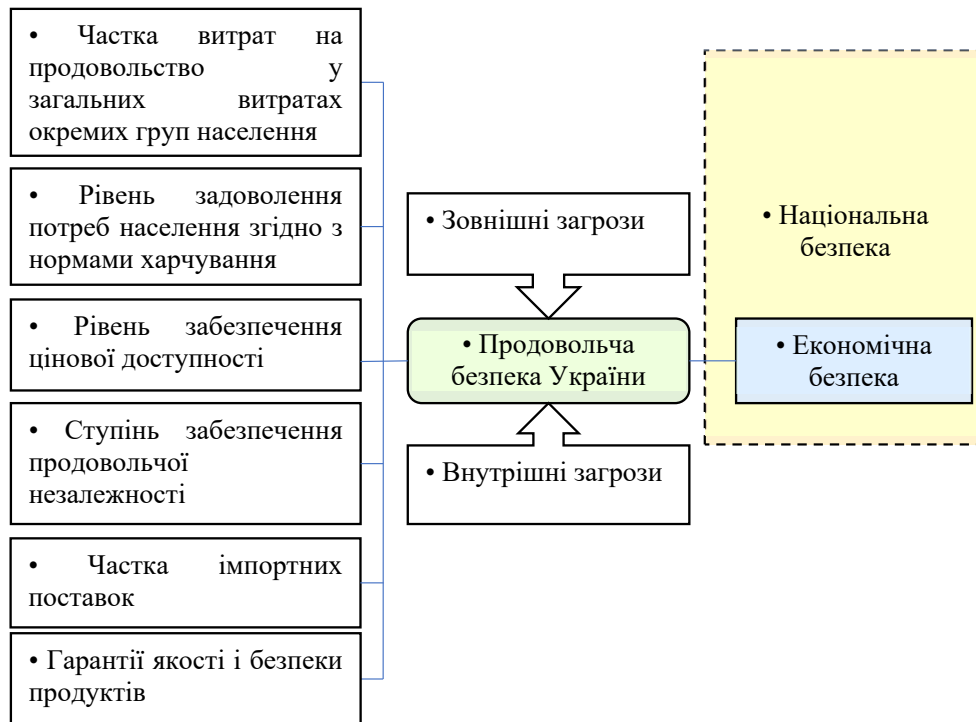 • Частка витрат на
продовольство у
загальних витратах
окремих груп населення
• Рівень задоволення
потреб населення згідно з
нормами харчування
• Рівень забезпечення
цінової доступності
• Ступінь забезпечення
продовольчої
незалежності
• Частка імпортних
поставок
• Гарантії якості і безпеки
продуктів
• Зовнішні загрози
• Продовольча
безпека України
• Внутрішні загрози
• Національна
безпека
• Економічна
безпека